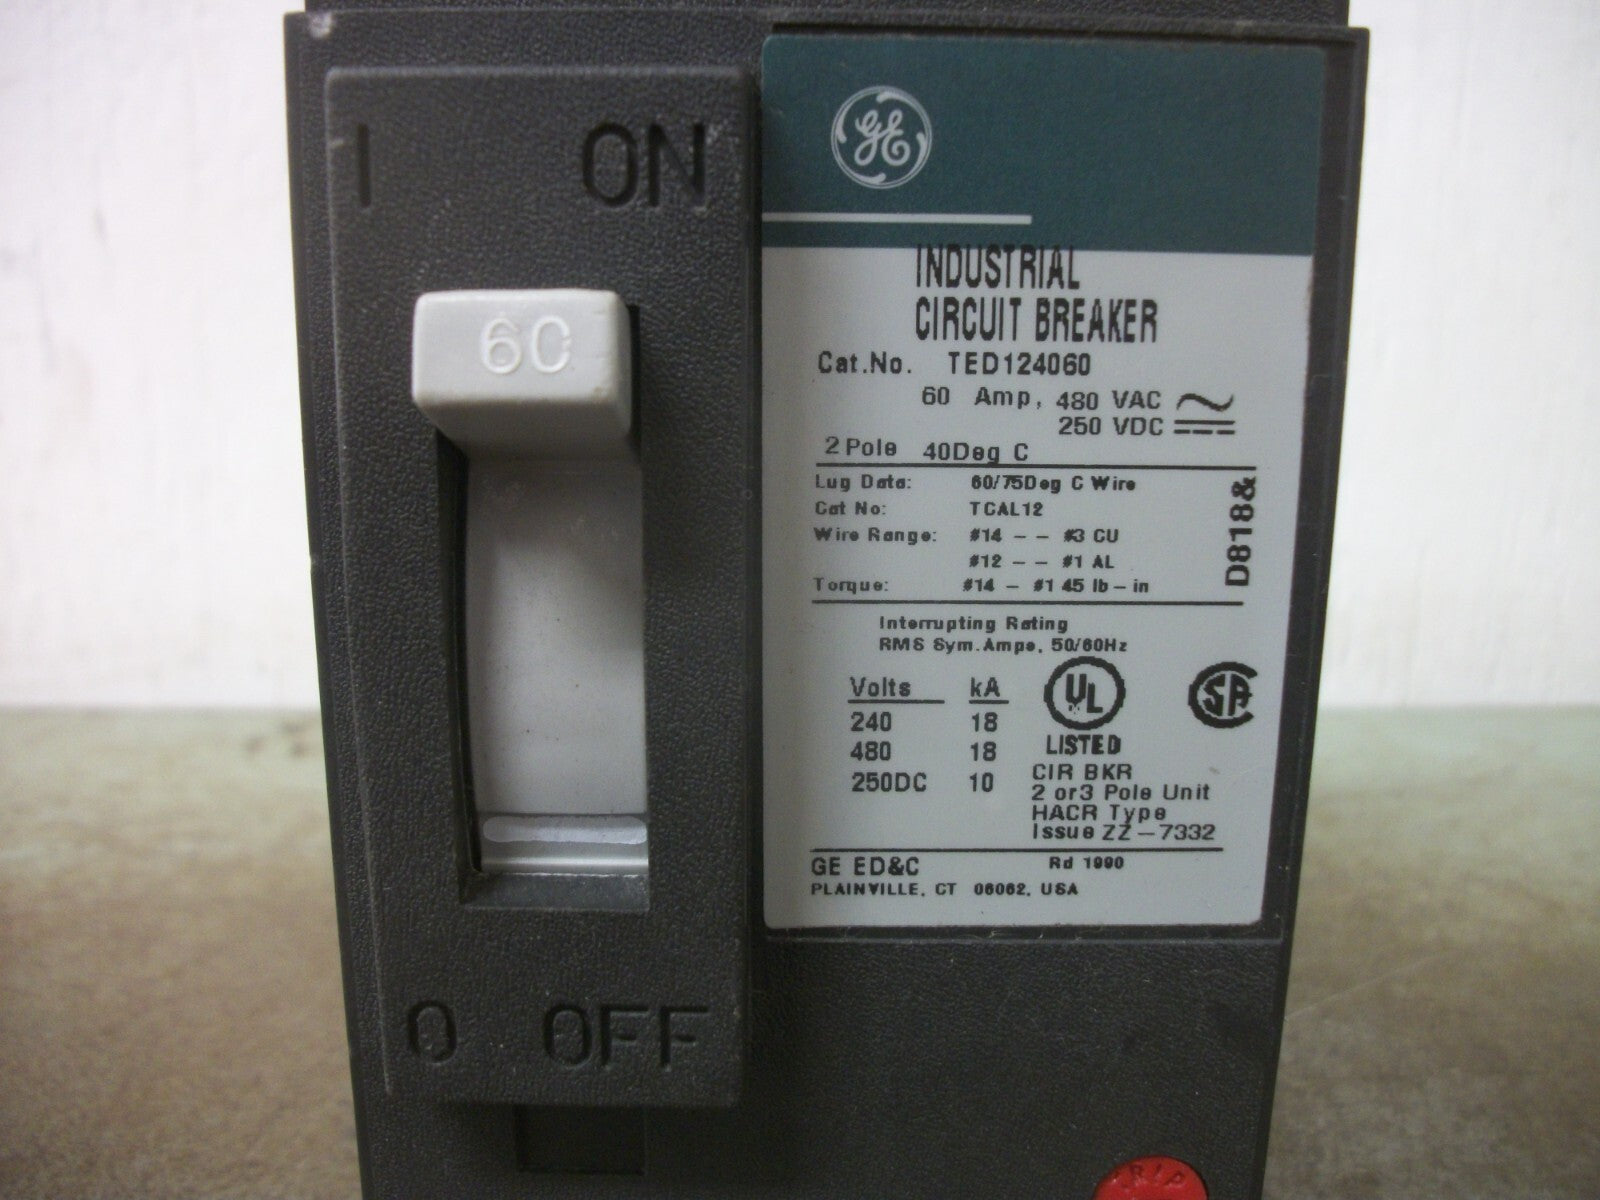 I ON
60
GE
INDUSTRIAL
CIRCUIT BREAKER
Cat.No. TED124060
60 Amp, 480 VAC
250 VDC
2 Pole 40Deg C
Lug Data: 60/75Deg C Wire
Cat No: TCAL12
Wire Range: #14 -- #3 CU
#12 -- #1 AL
Torque: #14 - #1 45 lb-in
D818&
Interrupting Rating
RMS Sym.Amps, 50/60Hz
Volts kA
240 18
480 18
250DC 10
UL
LISTED
CIR BKR
2 or3 Pole Unit
HACR Type
Issue ZZ-7332
SA
GE ED&C Rd 1990
PLAINVILLE, CT 06062, USA
O OFF
TRIP